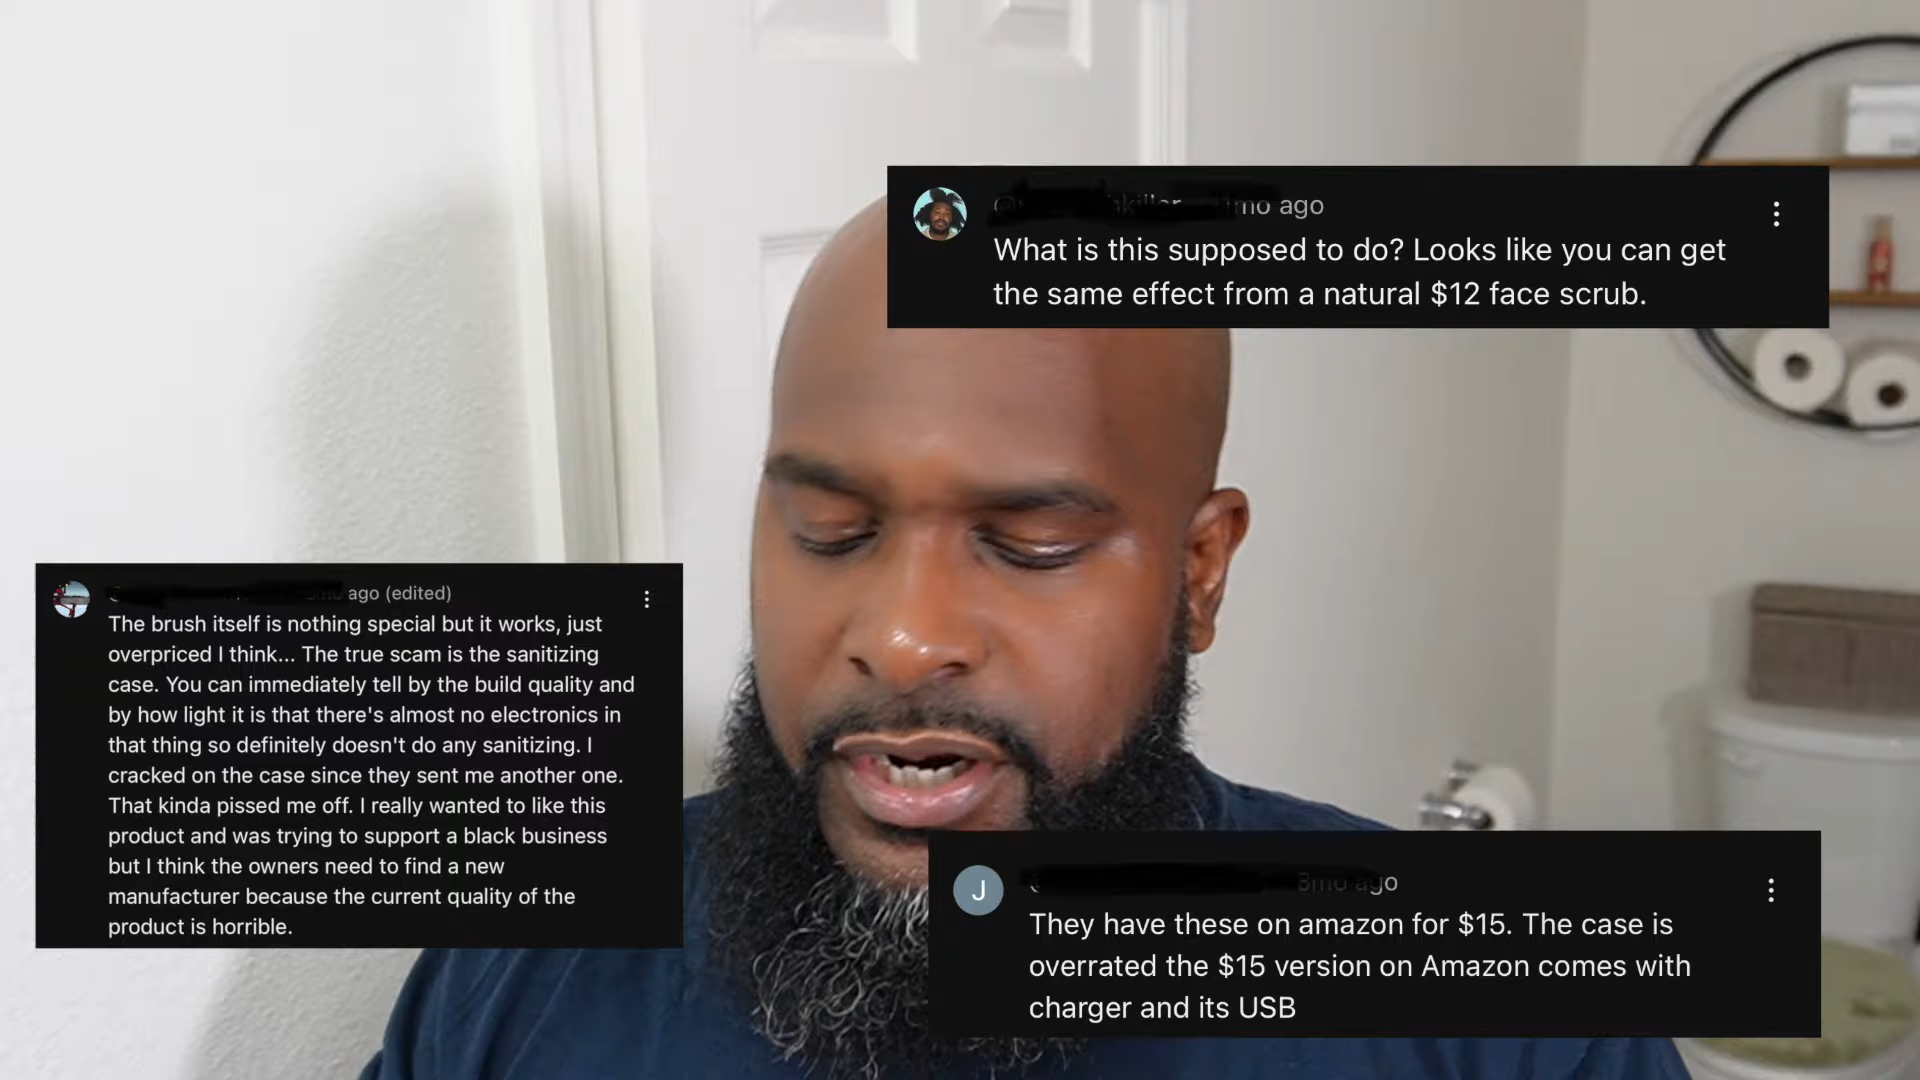 What is this supposed to do? Looks like you can get
the same effect from a natural $12 face scrub.
ago (edited)
The brush itself is nothing special but it works, just
overpriced I think... The true scam is the sanitizing
case. You can immediately tell by the build quality and
by how light it is that there's almost no electronics in
that thing so definitely doesn't do any sanitizing. I
cracked on the case since they sent me another one.
That kinda pissed me off. I really wanted to like this
product and was trying to support a black business
but I think the owners need to find a new
manufacturer because the current quality of the
product is horrible.
J
8mo ago
They have these on amazon for $15. The case is
overrated the $15 version on Amazon comes with
charger and its USB